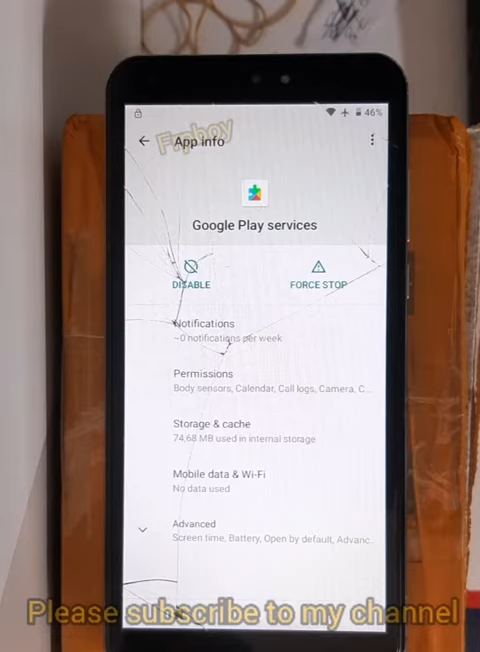 46%
App info
Frpboy
Google Play services
DISABLE
FORCE STOP
Notifications
~0 notifications per week
Permissions
Body sensors, Calendar, Call logs, Camera, C...
Storage & cache
74,68 MB used in internal storage
Mobile data & Wi-Fi
No data used
Advanced
Screen time, Battery, Open by default, Advanc...
Please subscribe to my channel